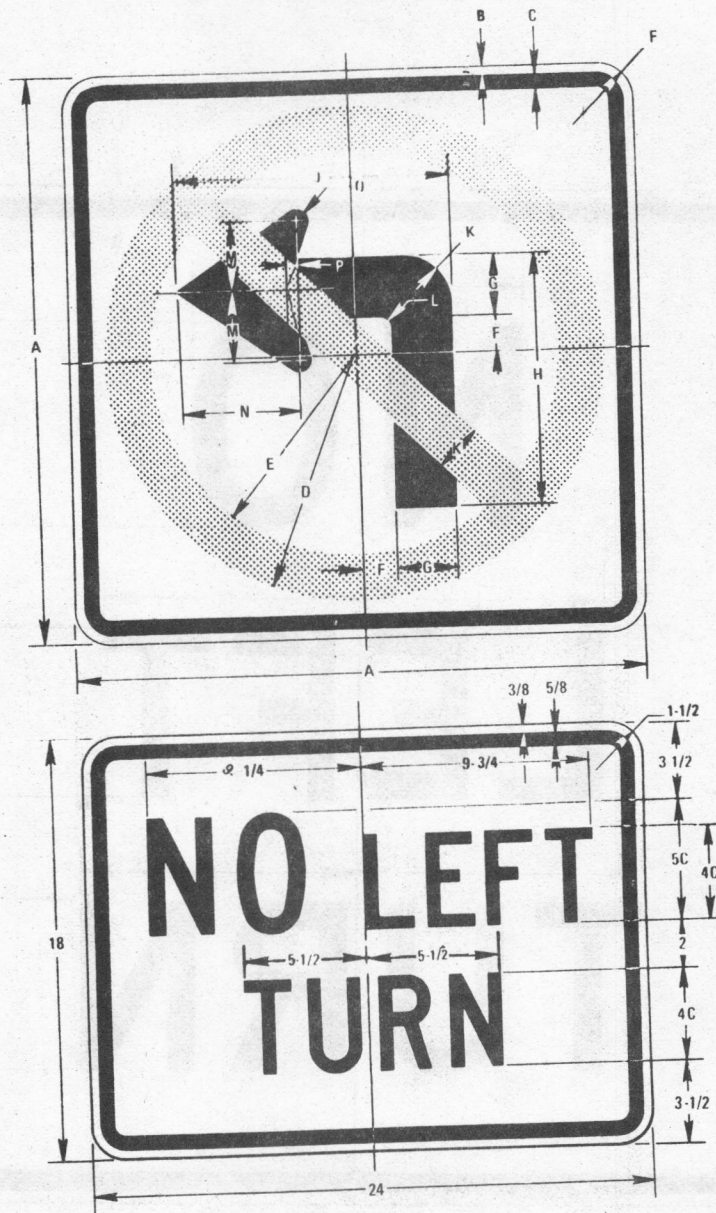 B C F
J O
K
M P G
L
A M F
H
N
K
E
D
F G
A
3/8 5/8
1-1/2
9-3/4
3 1/2
NO LEFT
5C
4C
18
5-1/2 5-1/2
2
TURN
4C
3-1/2
24